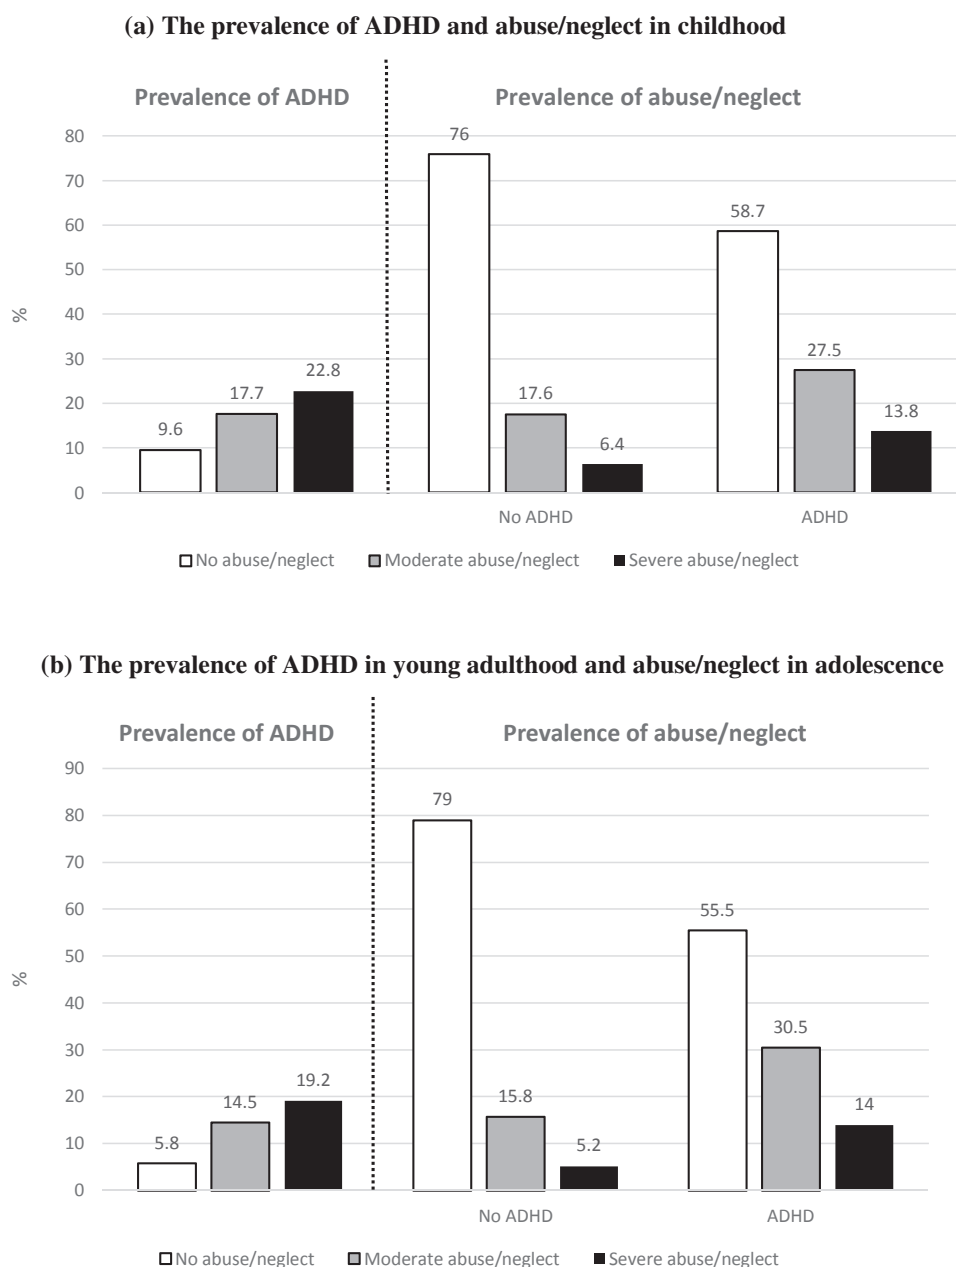 (a) The prevalence of ADHD and abuse/neglect in childhood
Prevalence of ADHD
Prevalence of abuse/neglect
%
80
70
60
50
40
30
20
10
0
9.6
17.7
22.8
76
17.6
6.4
58.7
27.5
13.8
No ADHD
ADHD
No abuse/neglect
Moderate abuse/neglect
Severe abuse/neglect
(b) The prevalence of ADHD in young adulthood and abuse/neglect in adolescence
Prevalence of ADHD
Prevalence of abuse/neglect
%
90
80
70
60
50
40
30
20
10
0
5.8
14.5
19.2
79
15.8
5.2
55.5
30.5
14
No ADHD
ADHD
No abuse/neglect
Moderate abuse/neglect
Severe abuse/neglect